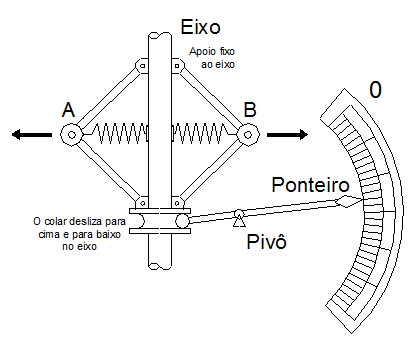 Eixo
Apoio fixo
ao eixo
0
A
B
Ponteiro
O colar desliza para
cima e para baixo
no eixo
Pivô